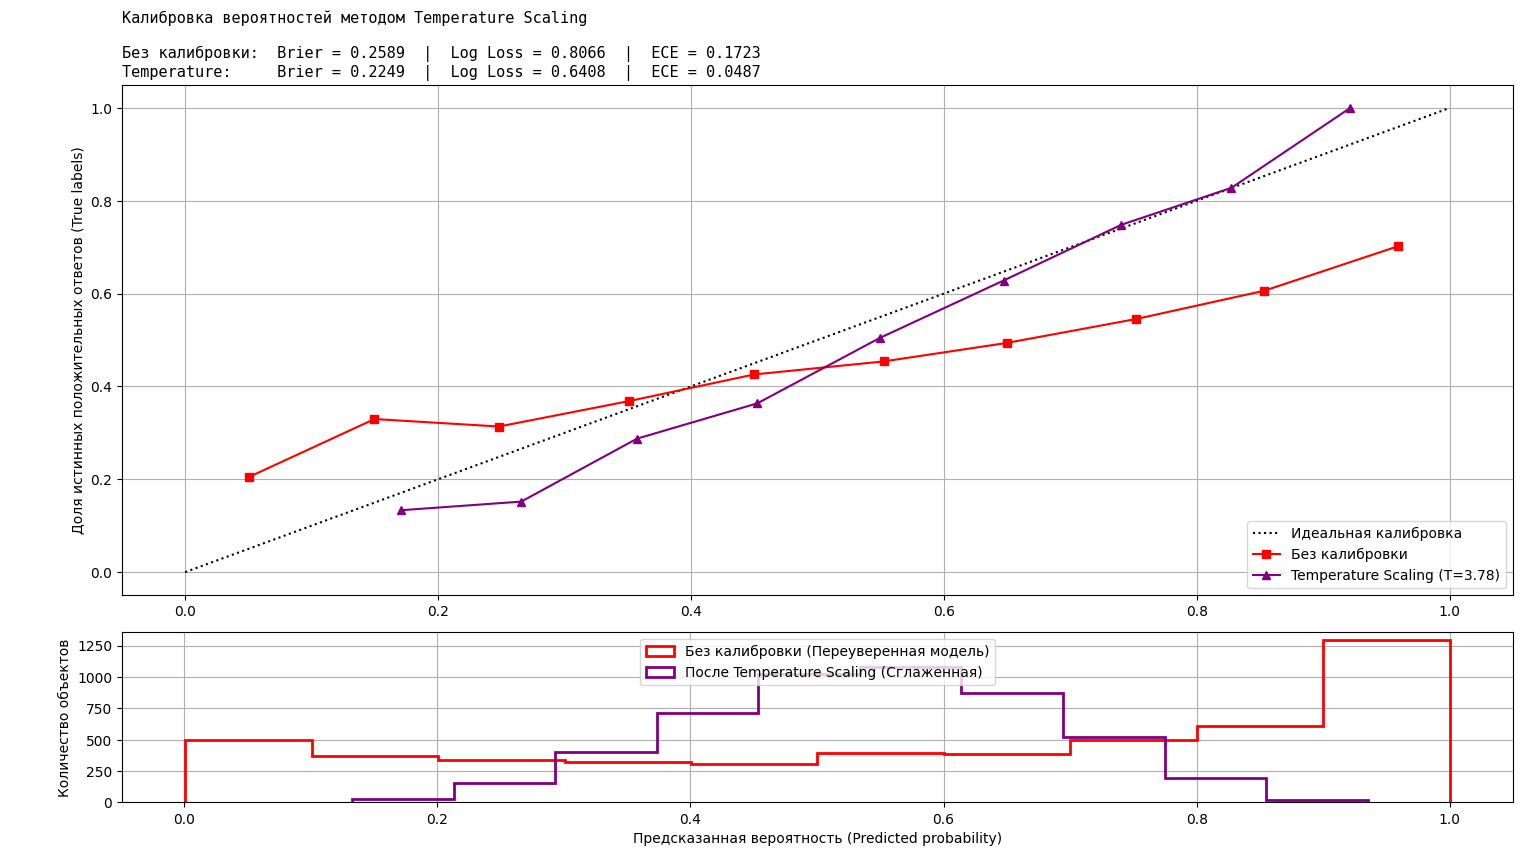 Калибровка вероятностей методом Temperature Scaling
Без калибровки:  Brier = 0.2589  |  Log Loss = 0.8066  |  ECE = 0.1723
Temperature:     Brier = 0.2249  |  Log Loss = 0.6408  |  ECE = 0.0487
Доля истинных положительных ответов (True labels)
1.0
0.8
0.6
0.4
0.2
0.0
Идеальная калибровка
Без калибровки
Temperature Scaling (T=3.78)
0.0 0.2 0.4 0.6 0.8 1.0
Количество объектов
1250
1000
750
500
250
0
Без калибровки (Переуверенная модель)
После Temperature Scaling (Сглаженная)
0.0 0.2 0.4 0.6 0.8 1.0
Предсказанная вероятность (Predicted probability)